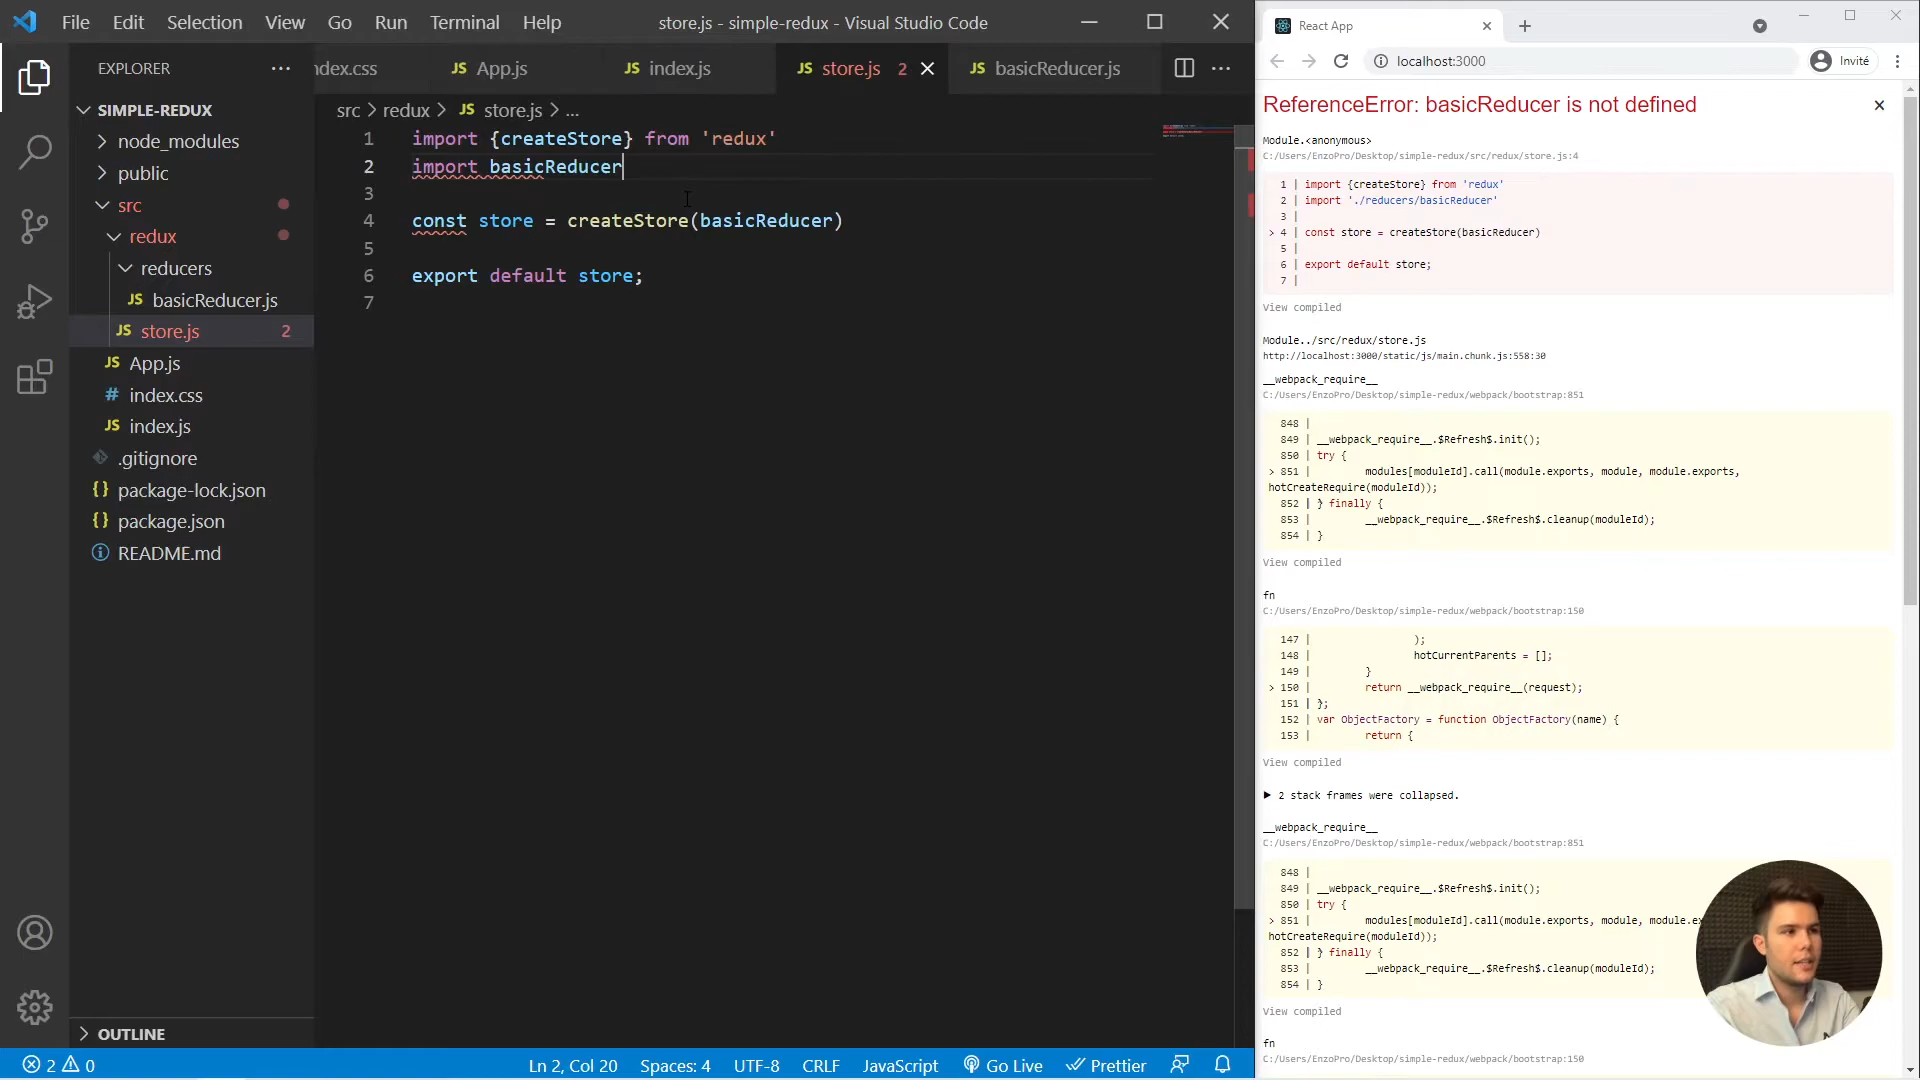 File Edit Selection View Go Run Terminal Help
store.js - simple-redux - Visual Studio Code
EXPLORER
SIMPLE-REDUX
node_modules
public
src
redux
reducers
JS basicReducer.js
JS store.js 2
JS App.js
# index.css
JS index.js
.gitignore
{} package-lock.json
{} package.json
README.md
OUTLINE
ndex.css
JS App.js
JS index.js
JS store.js 2
JS basicReducer.js
src > redux > JS store.js > ...
1 import {createStore} from 'redux'
2 import basicReducer
3
4 const store = createStore(basicReducer)
5
6 export default store;
7
2 0
Ln 2, Col 20 Spaces: 4 UTF-8 CRLF JavaScript Go Live Prettier
React App
localhost:3000
Invité
ReferenceError: basicReducer is not defined
Module.<anonymous>
C:/Users/EnzoPro/Desktop/simple-redux/src/redux/store.js:4
1 | import {createStore} from 'redux'
2 | import './reducers/basicReducer'
3 |
> 4 | const store = createStore(basicReducer)
5 |
6 | export default store;
7 |
View compiled
Module../src/redux/store.js
http://localhost:3000/static/js/main.chunk.js:558:30
__webpack_require__
C:/Users/EnzoPro/Desktop/simple-redux/webpack/bootstrap:851
848 |
849 | __webpack_require__.$Refresh$.init();
850 | try {
> 851 | modules[moduleId].call(module.exports, module, module.exports,
hotCreateRequire(moduleId));
852 | } finally {
853 | __webpack_require__.$Refresh$.cleanup(moduleId);
854 | }
View compiled
fn
C:/Users/EnzoPro/Desktop/simple-redux/webpack/bootstrap:150
147 | );
148 | hotCurrentParents = [];
149 | }
> 150 | return __webpack_require__(request);
151 | };
152 | var ObjectFactory = function ObjectFactory(name) {
153 | return {
View compiled
2 stack frames were collapsed.
__webpack_require__
C:/Users/EnzoPro/Desktop/simple-redux/webpack/bootstrap:851
848 |
849 | __webpack_require__.$Refresh$.init();
850 | try {
> 851 | modules[moduleId].call(module.exports, module, module.ex
hotCreateRequire(moduleId));
852 | } finally {
853 | __webpack_require__.$Refresh$.cleanup(moduleId);
854 | }
View compiled
fn
C:/Users/EnzoPro/Desktop/simple-redux/webpack/bootstrap:150